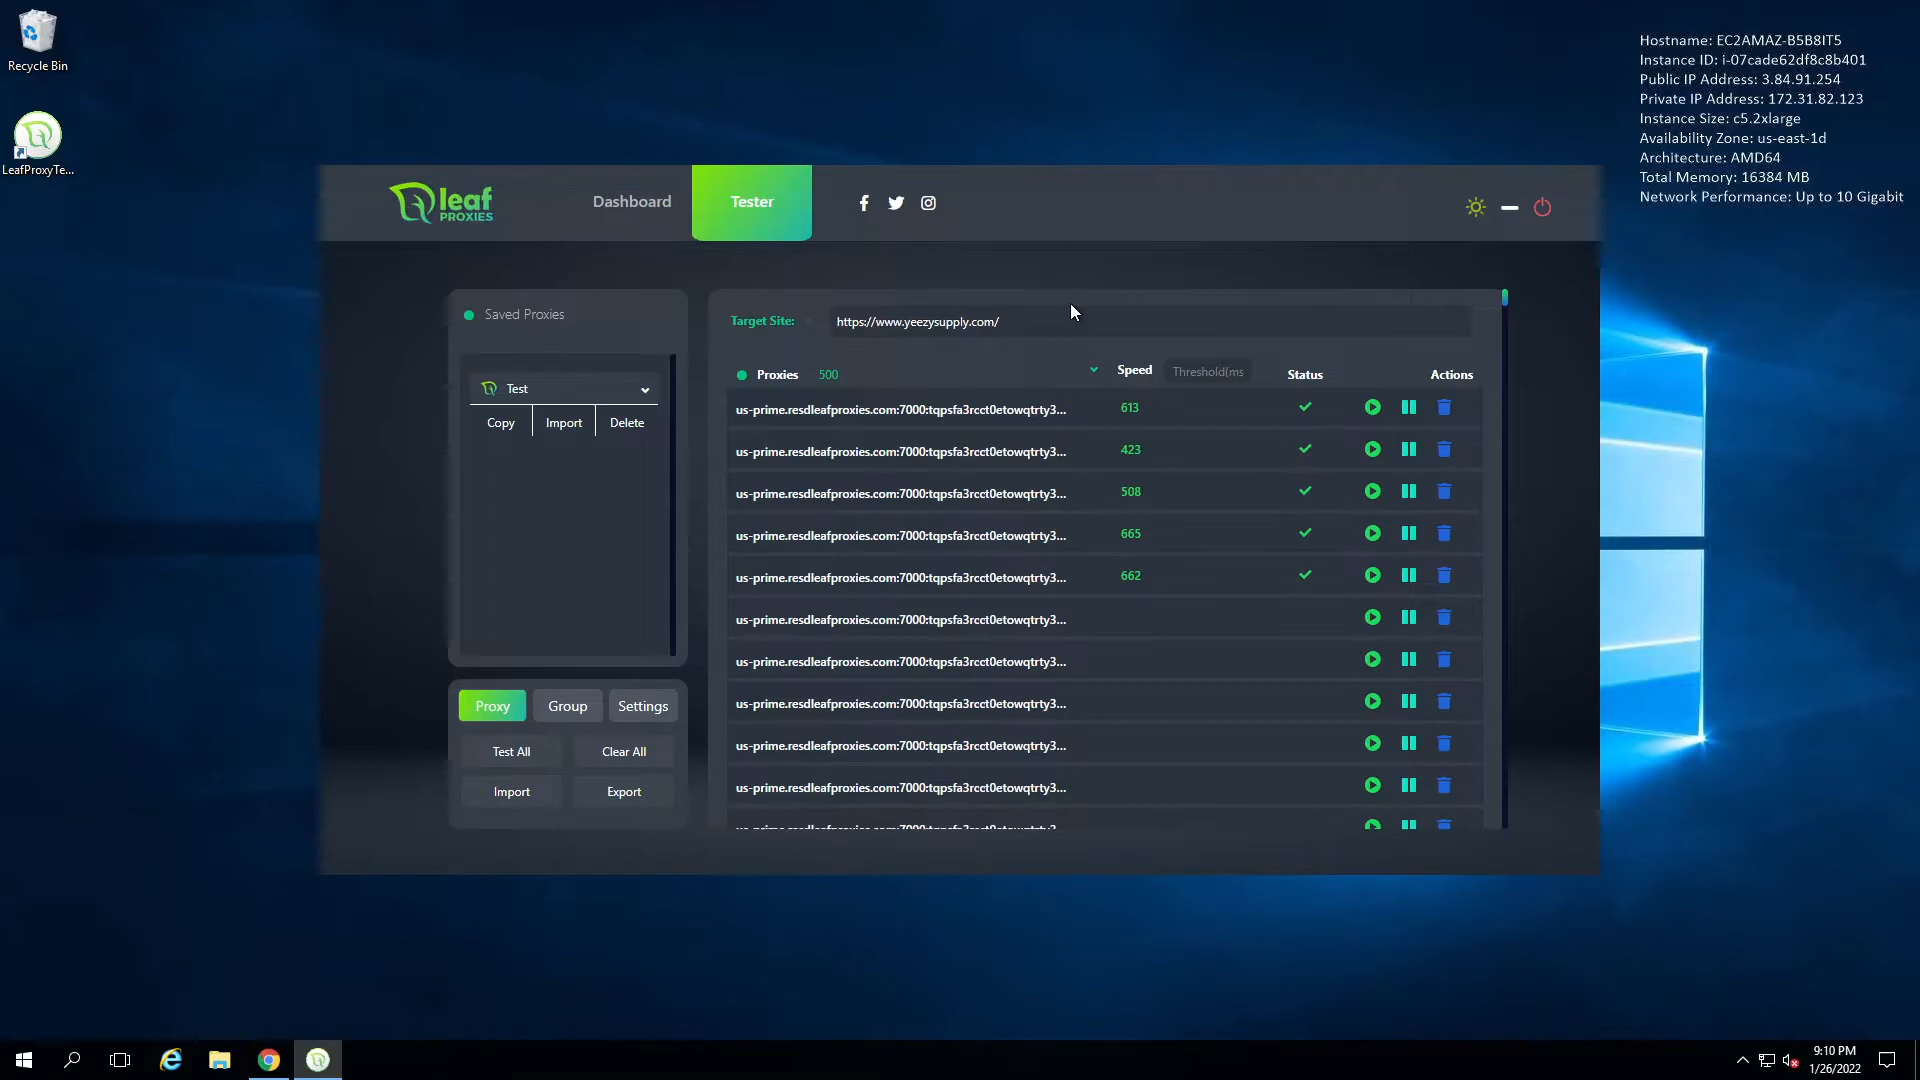 Recycle Bin
LeafProxyTe...
Hostname: EC2AMAZ-B5B8IT5
Instance ID: i-07cade62df8c8b401
Public IP Address: 3.84.91.254
Private IP Address: 172.31.82.123
Instance Size: c5.2xlarge
Availability Zone: us-east-1d
Architecture: AMD64
Total Memory: 16384 MB
Network Performance: Up to 10 Gigabit
leaf
PROXIES
Dashboard
Tester
Saved Proxies
Test
Copy Import Delete
Proxy Group Settings
Test All Clear All
Import Export
Target Site: https://www.yeezysupply.com/
Proxies 500 Speed Threshold(ms Status Actions
us-prime.resdleafproxies.com:7000:tqpsfa3rcct0etowqtrty3... 613
us-prime.resdleafproxies.com:7000:tqpsfa3rcct0etowqtrty3... 423
us-prime.resdleafproxies.com:7000:tqpsfa3rcct0etowqtrty3... 508
us-prime.resdleafproxies.com:7000:tqpsfa3rcct0etowqtrty3... 665
us-prime.resdleafproxies.com:7000:tqpsfa3rcct0etowqtrty3... 662
us-prime.resdleafproxies.com:7000:tqpsfa3rcct0etowqtrty3...
us-prime.resdleafproxies.com:7000:tqpsfa3rcct0etowqtrty3...
us-prime.resdleafproxies.com:7000:tqpsfa3rcct0etowqtrty3...
us-prime.resdleafproxies.com:7000:tqpsfa3rcct0etowqtrty3...
us-prime.resdleafproxies.com:7000:tqpsfa3rcct0etowqtrty3...
9:10 PM
1/26/2022